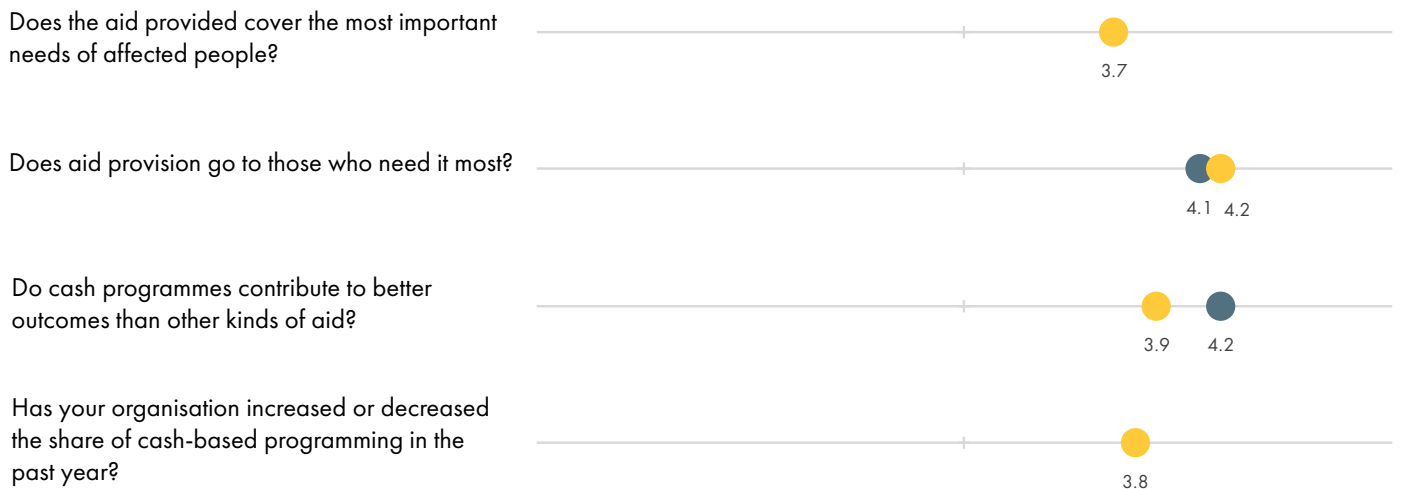 Does the aid provided cover the most important
needs of affected people?
3.7
Does aid provision go to those who need it most?
4.1 4.2
Do cash programmes contribute to better
outcomes than other kinds of aid?
3.9 4.2
Has your organisation increased or decreased
the share of cash-based programming in the
past year?
3.8